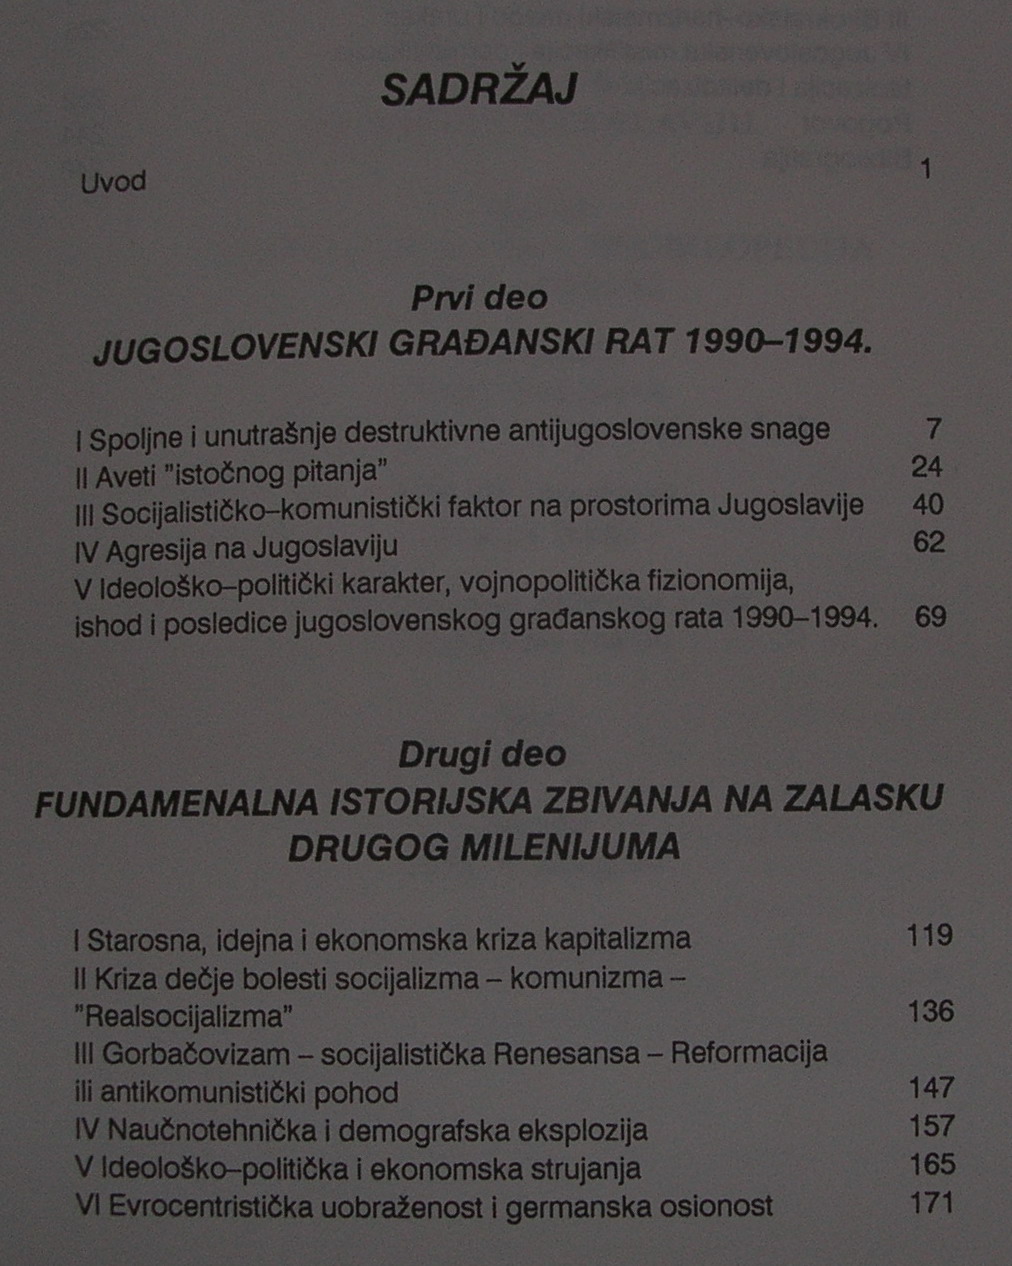 SADRŽAJ
Uvod 1
Prvi deo
JUGOSLOVENSKI GRAĐANSKI RAT 1990–1994.
I Spoljne i unutrašnje destruktivne antijugoslovenske snage 7
II Aveti "istočnog pitanja" 24
III Socijalističko–komunistički faktor na prostorima Jugoslavije 40
IV Agresija na Jugoslaviju 62
V Ideološko–politički karakter, vojnopolitička fizionomija,
ishod i posledice jugoslovenskog građanskog rata 1990–1994. 69
Drugi deo
FUNDAMENALNA ISTORIJSKA ZBIVANJA NA ZALASKU
DRUGOG MILENIJUMA
I Starosna, idejna i ekonomska kriza kapitalizma 119
II Kriza dečje bolesti socijalizma – komunizma –
"Realsocijalizma" 136
III Gorbačovizam – socijalistička Renesansa – Reformacija
ili antikomunistički pohod 147
IV Naučnotehnička i demografska eksplozija 157
V Ideološko–politička i ekonomska strujanja 165
VI Evrocentristička uobraženost i germanska osionost 171